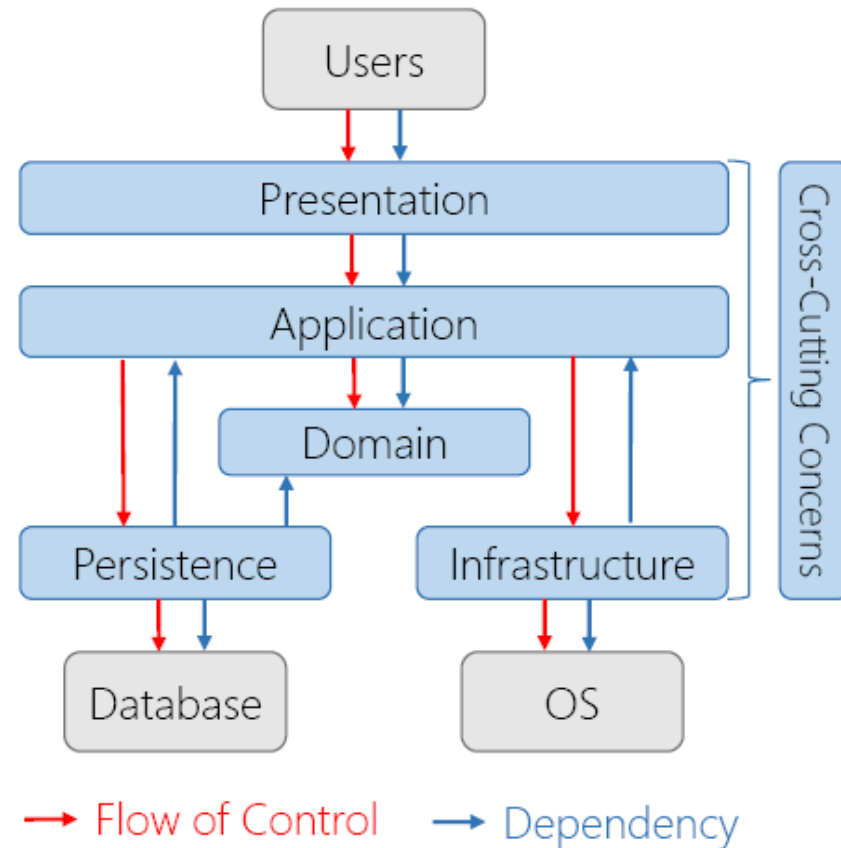 Users
Presentation
Application
Domain
Persistence
Infrastructure
Database
OS
Cross-Cutting Concerns
Flow of Control
Dependency